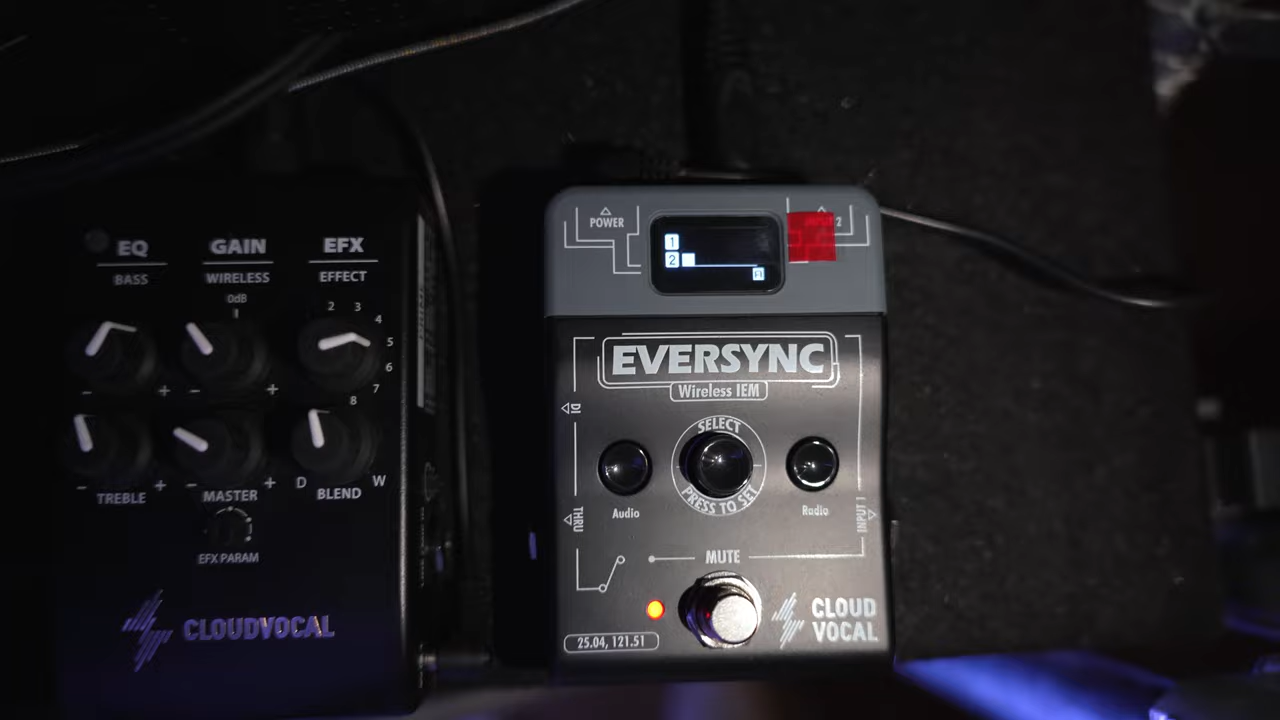 EQ
GAIN
EFX
BASS
WIRELESS
EFFECT
0dB
2
3
4
5
6
7
8
- +
- +
- +
- +
D
W
TREBLE
MASTER
BLEND
EFX PARAM
CLOUDVOCAL
POWER
1
2
EVERSYNC
Wireless IEM
SELECT
PRESS TO SET
Audio
Radio
DI
THRU
INPUT 1
MUTE
25.04, 121.51
CLOUD
VOCAL